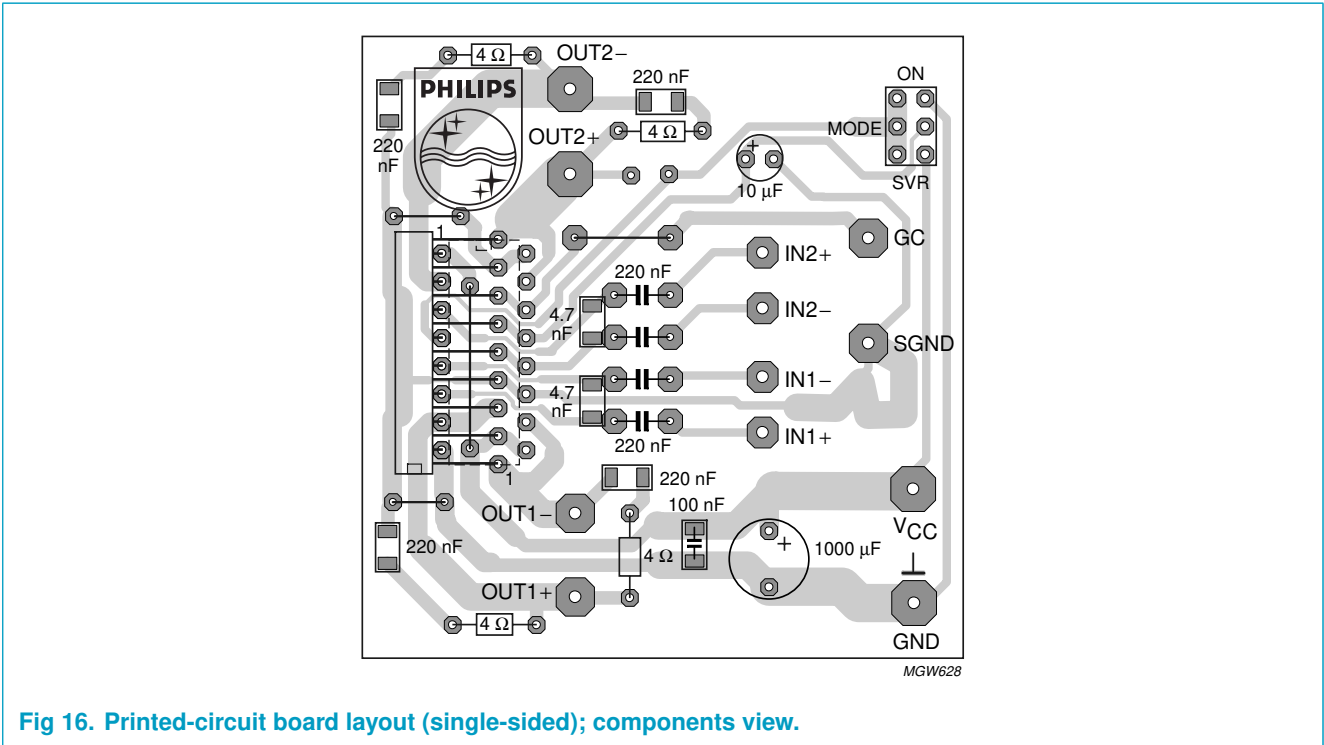 4 Ω
OUT2−
PHILIPS
220 nF
220
nF
OUT2+
4 Ω
+
10 μF
ON
MODE
SVR
1
GC
IN2+
220 nF
4.7
nF
IN2−
SGND
IN1−
4.7
nF
220 nF
IN1+
1
220 nF
OUT1−
100 nF
VCC
220 nF
4 Ω
+
1000 μF
OUT1+
4 Ω
GND
MGW628
Fig 16. Printed-circuit board layout (single-sided); components view.